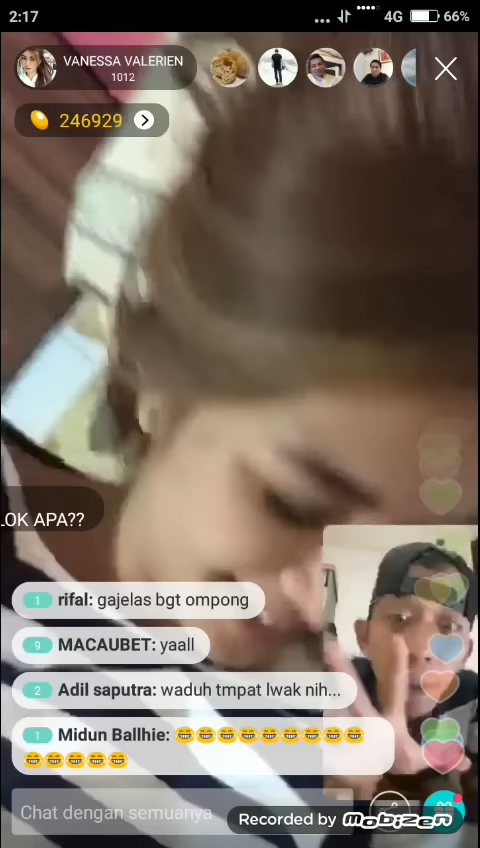 2:17
4G 66%
VANESSA VALERIEN
1012
246929
LOK APA??
1 rifal: gajelas bgt ompong
9 MACAUBET: yaall
2 Adil saputra: waduh tmpat lwak nih...
1 Midun Ballhie: 😂😂😂😂😂😂😂😂😂
😂😂😂😂😂
Chat dengan semuanya
Recorded by MOBIZEN